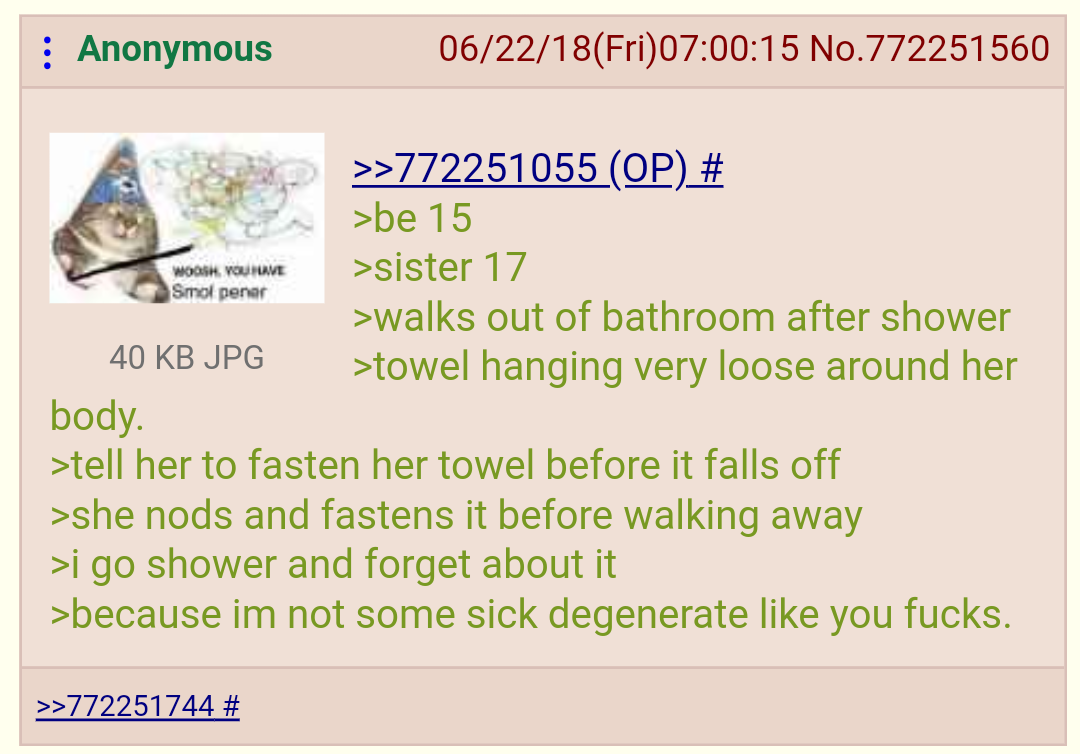 Anonymous 06/22/18(Fri)07:00:15 No.772251560
WOOSH, YOU HAVE
Smol pener
40 KB JPG
>>772251055 (OP) #
>be 15
>sister 17
>walks out of bathroom after shower
>towel hanging very loose around her
body.
>tell her to fasten her towel before it falls off
>she nods and fastens it before walking away
>i go shower and forget about it
>because im not some sick degenerate like you fucks.
>>772251744 #